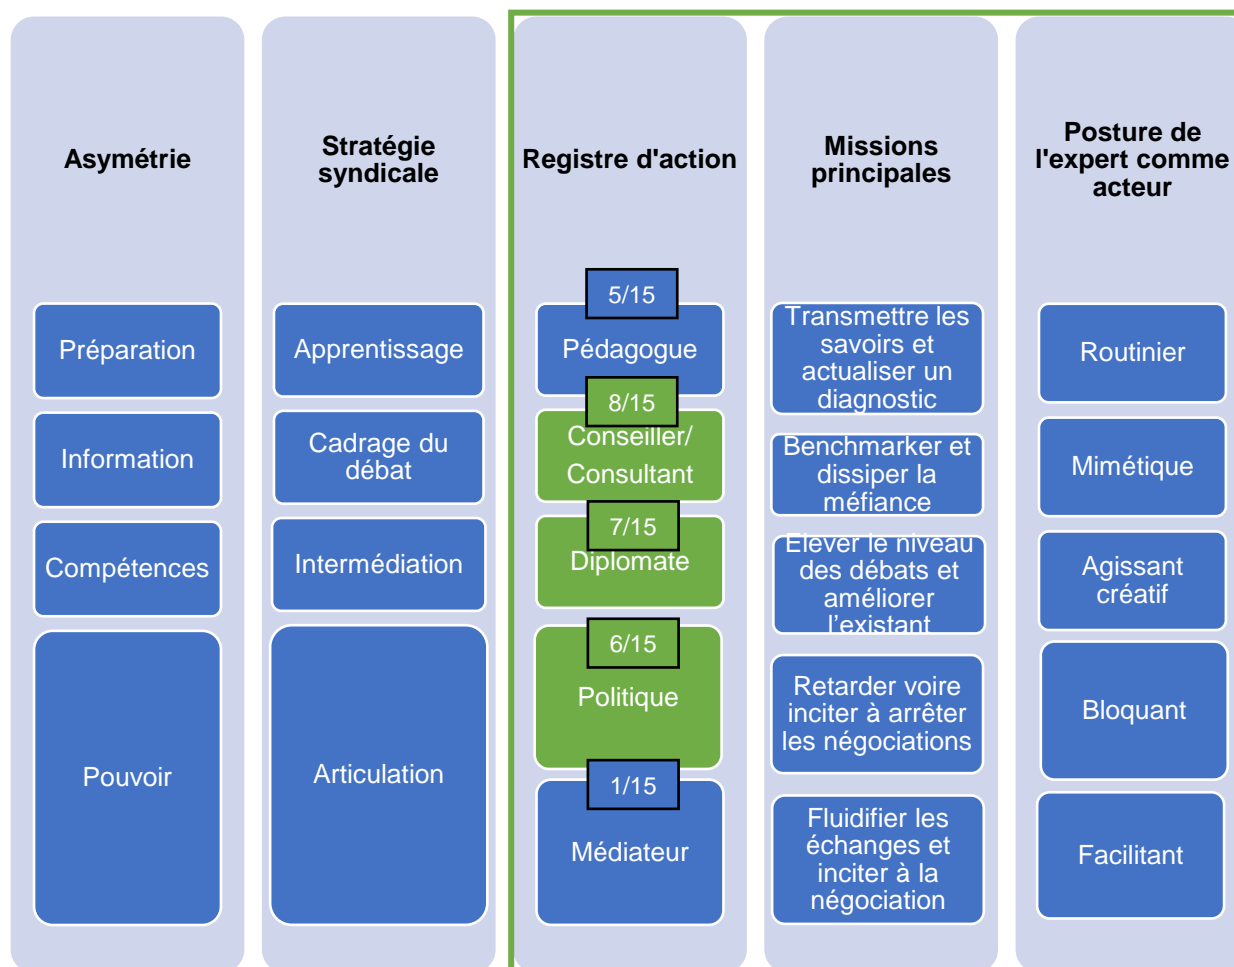 Asymétrie
Préparation
Information
Compétences
Pouvoir
Stratégie
syndicale
Apprentissage
Cadrage du
débat
Intermédiation
Articulation
Registre d'action
5/15
Pédagogue
8/15
Conseiller/
Consultant
7/15
Diplomate
6/15
Politique
1/15
Médiateur
Missions
principales
Transmettre les
savoirs et
actualiser un
diagnostic
Benchmarker et
dissiper la
méfiance
Elever le niveau
des débats et
améliorer
l’existant
Retarder voire
inciter à arrêter
les négociations
Fluidifier les
échanges et
inciter à la
négociation
Posture de
l'expert comme
acteur
Routinier
Mimétique
Agissant
créatif
Bloquant
Facilitant